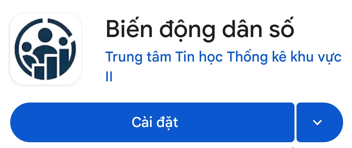 Biến động dân số
Trung tâm Tin học Thống kê khu vực
II
Cài đặt